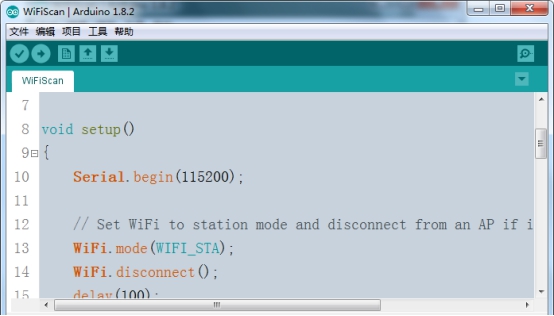 WiFiScan | Arduino 1.8.2
文件 编辑 项目 工具 帮助
WiFiScan
7
8 void setup()
9 {
10 Serial.begin(115200);
11
12 // Set WiFi to station mode and disconnect from an AP if i
13 WiFi.mode(WIFI_STA);
14 WiFi.disconnect();
15 delay(100);